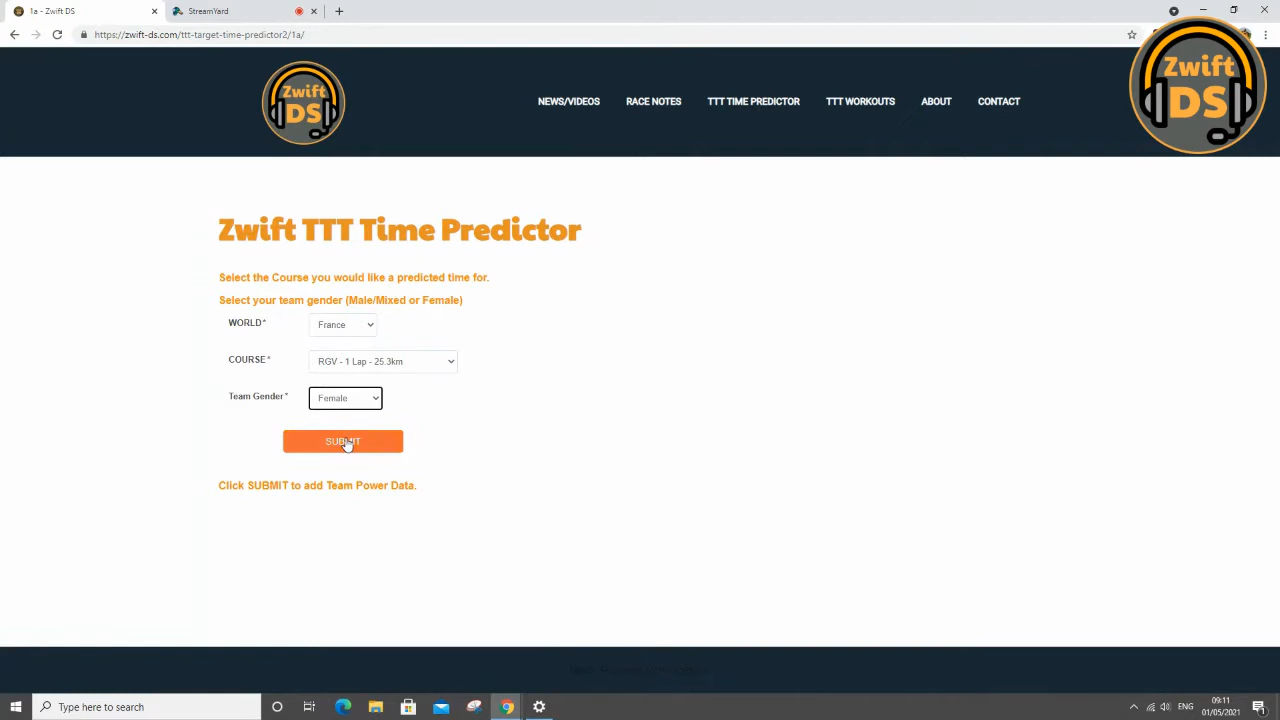 1a - Zwift DS
StreamYard
https://zwift-ds.com/ttt-target-time-predictor2/1a/
Zwift DS
NEWS/VIDEOS
RACE NOTES
TTT TIME PREDICTOR
TTT WORKOUTS
ABOUT
CONTACT
Zwift
DS
Zwift TTT Time Predictor
Select the Course you would like a predicted time for.
Select your team gender (Male/Mixed or Female)
WORLD*
France
COURSE*
RGV - 1 Lap - 25.3km
Team Gender*
Female
SUBMIT
Click SUBMIT to add Team Power Data.
Type here to search
ENG
09:11
01/05/2021